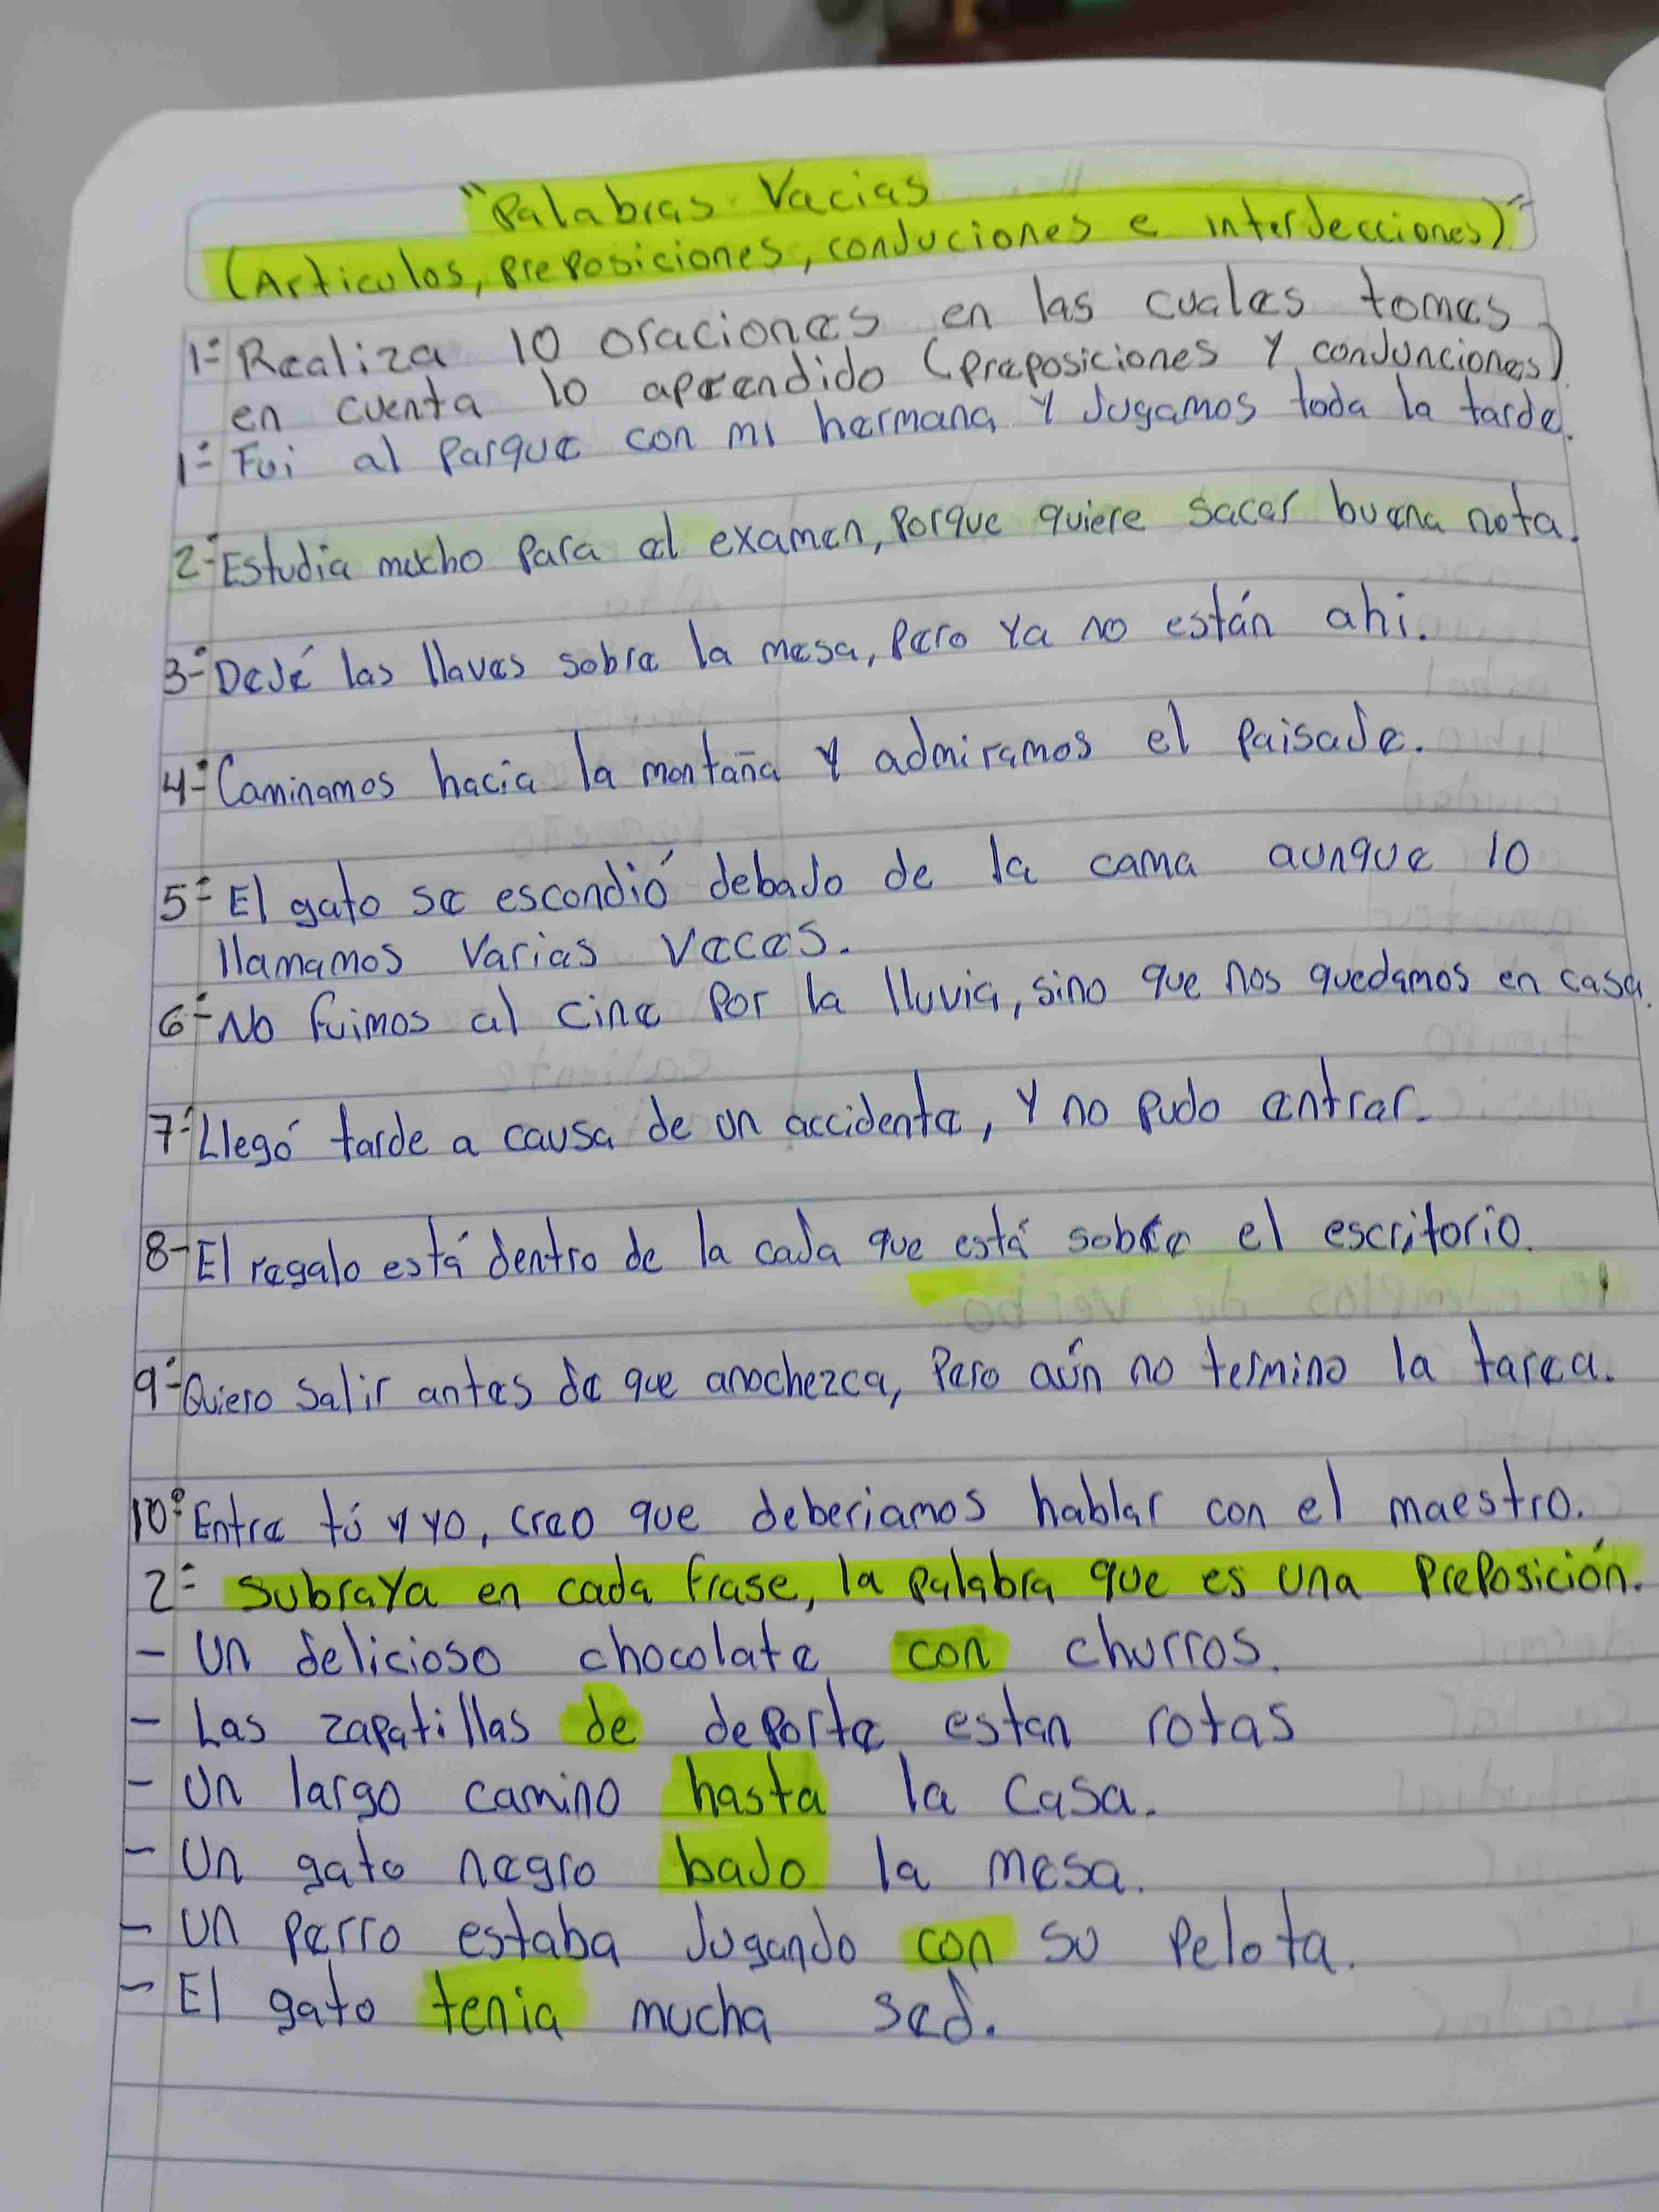 "Palabras Vacias
(Articulos, preposiciones, conjuciones e interjecciones)"
1- Realiza 10 oraciones en las cuales tomes
en cuenta lo aprendido (preposiciones y conjunciones)
1- Fui al parque con mi hermana y jugamos toda la tarde.
2- Estudia mucho para el examen, porque quiere sacar buena nota.
3- Dejé las llaves sobre la mesa, pero ya no están ahi.
4- Caminamos hacia la montaña y admiramos el paisaje.
5- El gato se escondió debajo de la cama aunque lo
llamamos varias veces.
6- No fuimos al cine por la lluvia, sino que nos quedamos en casa.
7- Llegó tarde a causa de un accidente, y no pudo entrar.
8- El regalo está dentro de la caja que está sobre el escritorio.
9- Quiero salir antes de que anochezca, pero aún no termino la tarea.
10- Entre tú y yo, creo que deberiamos hablar con el maestro.
2- Subraya en cada frase, la palabra que es una preposición.
- Un delicioso chocolate con churros.
- Las zapatillas de deporte estan rotas
- Un largo camino hasta la casa.
- Un gato negro bajo la mesa.
- Un perro estaba jugando con su pelota.
- El gato tenia mucha sed.